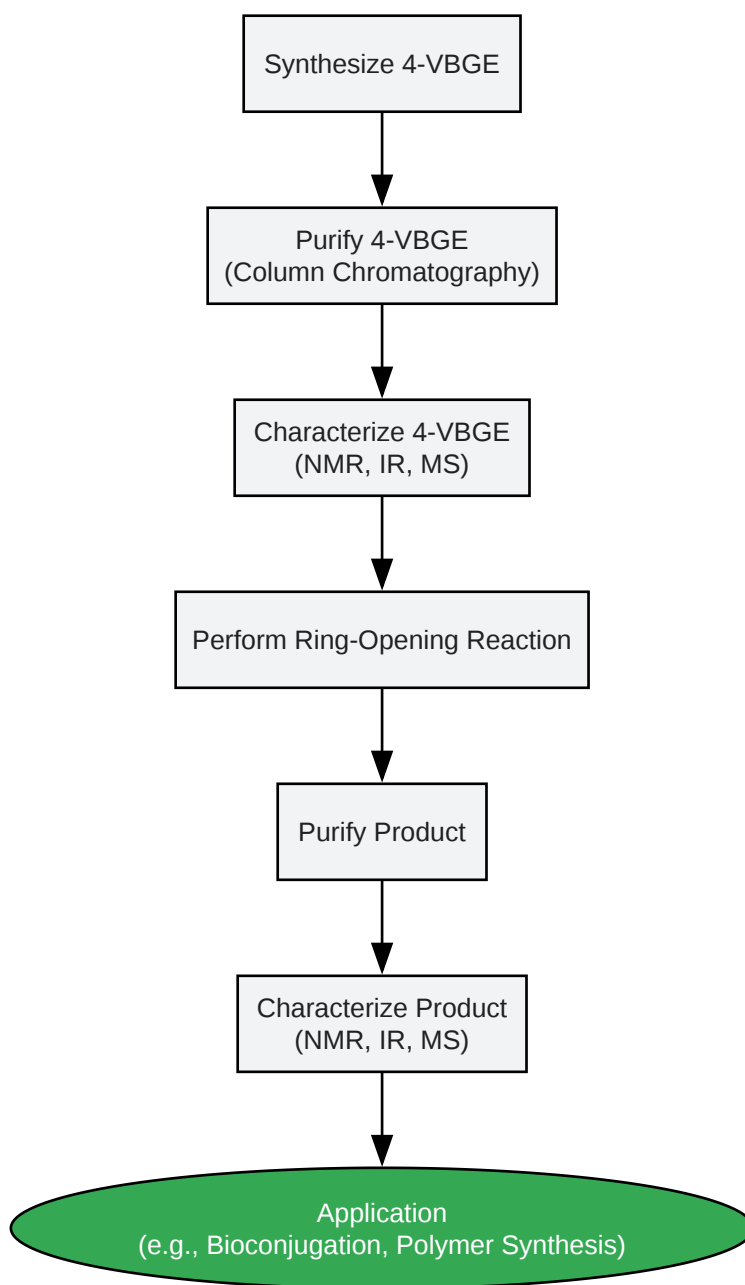 Synthesize 4-VBGE
Purify 4-VBGE
(Column Chromatography)
Characterize 4-VBGE
(NMR, IR, MS)
Perform Ring-Opening Reaction
Purify Product
Characterize Product
(NMR, IR, MS)
Application
(e.g., Bioconjugation, Polymer Synthesis)